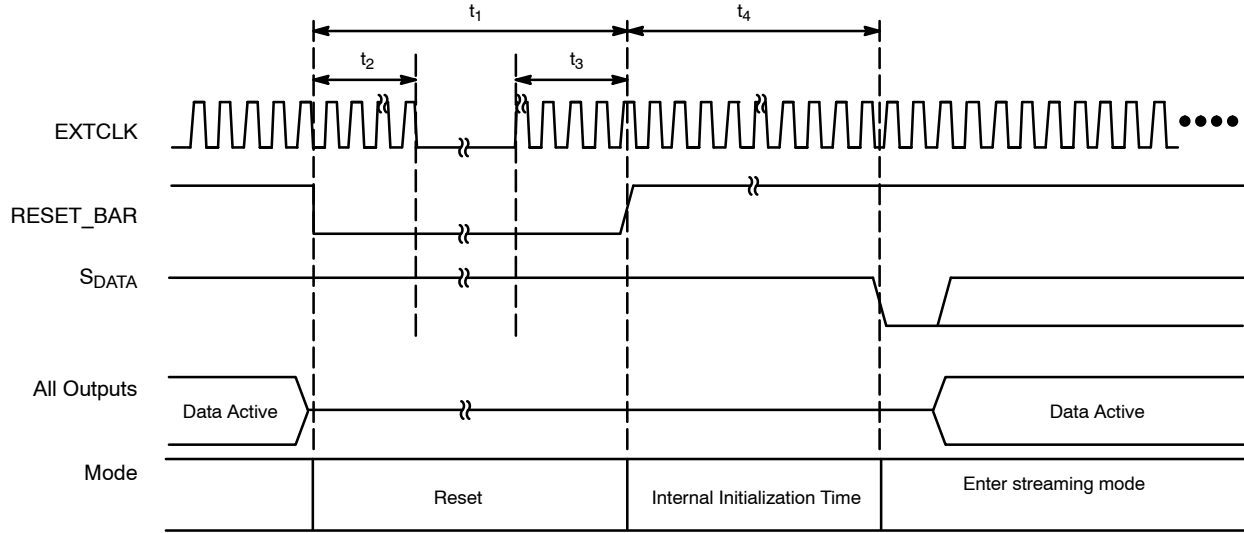 t1
t4
t2
t3
EXTCLK
RESET_BAR
SDATA
All Outputs
Data Active
Data Active
Mode
Reset
Internal Initialization Time
Enter streaming mode